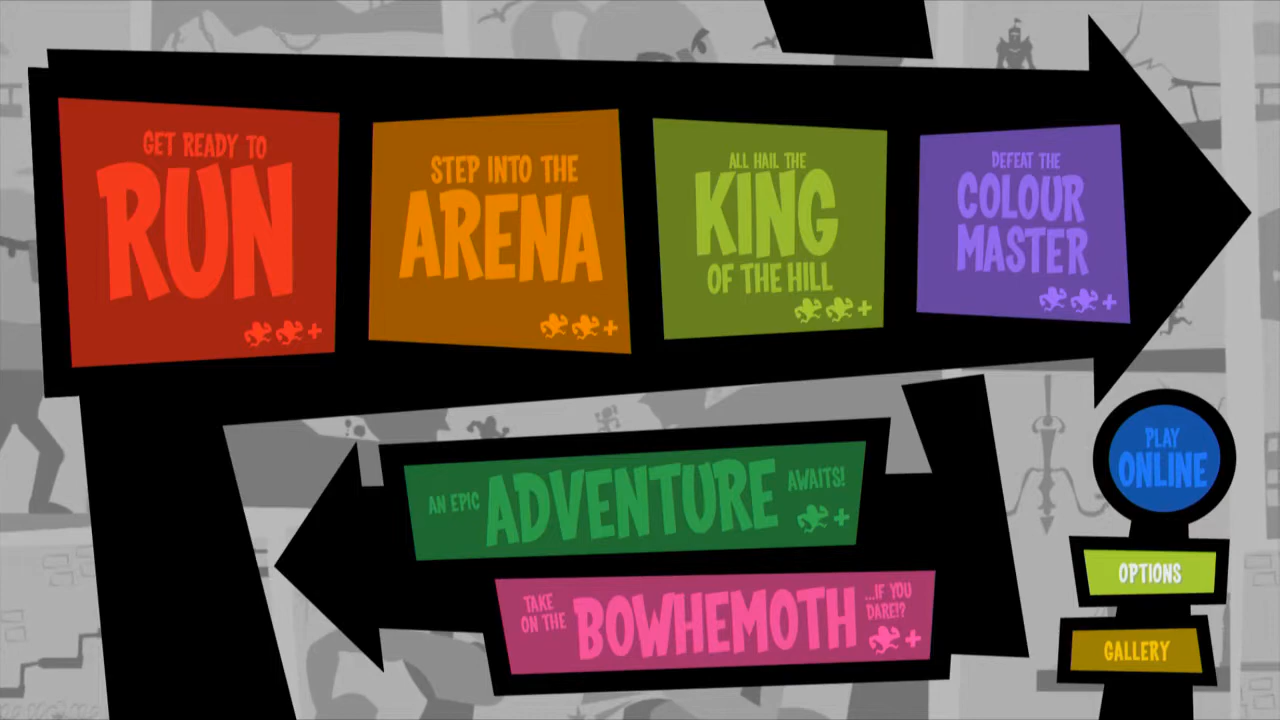 GET READY TO
RUN
+
STEP INTO THE
ARENA
+
ALL HAIL THE
KING
OF THE HILL
+
DEFEAT THE
COLOUR
MASTER
+
AN EPIC ADVENTURE AWAITS!
+
TAKE
ON THE
BOWHEMOTH
...IF YOU
DARE!?
+
PLAY
ONLINE
OPTIONS
GALLERY